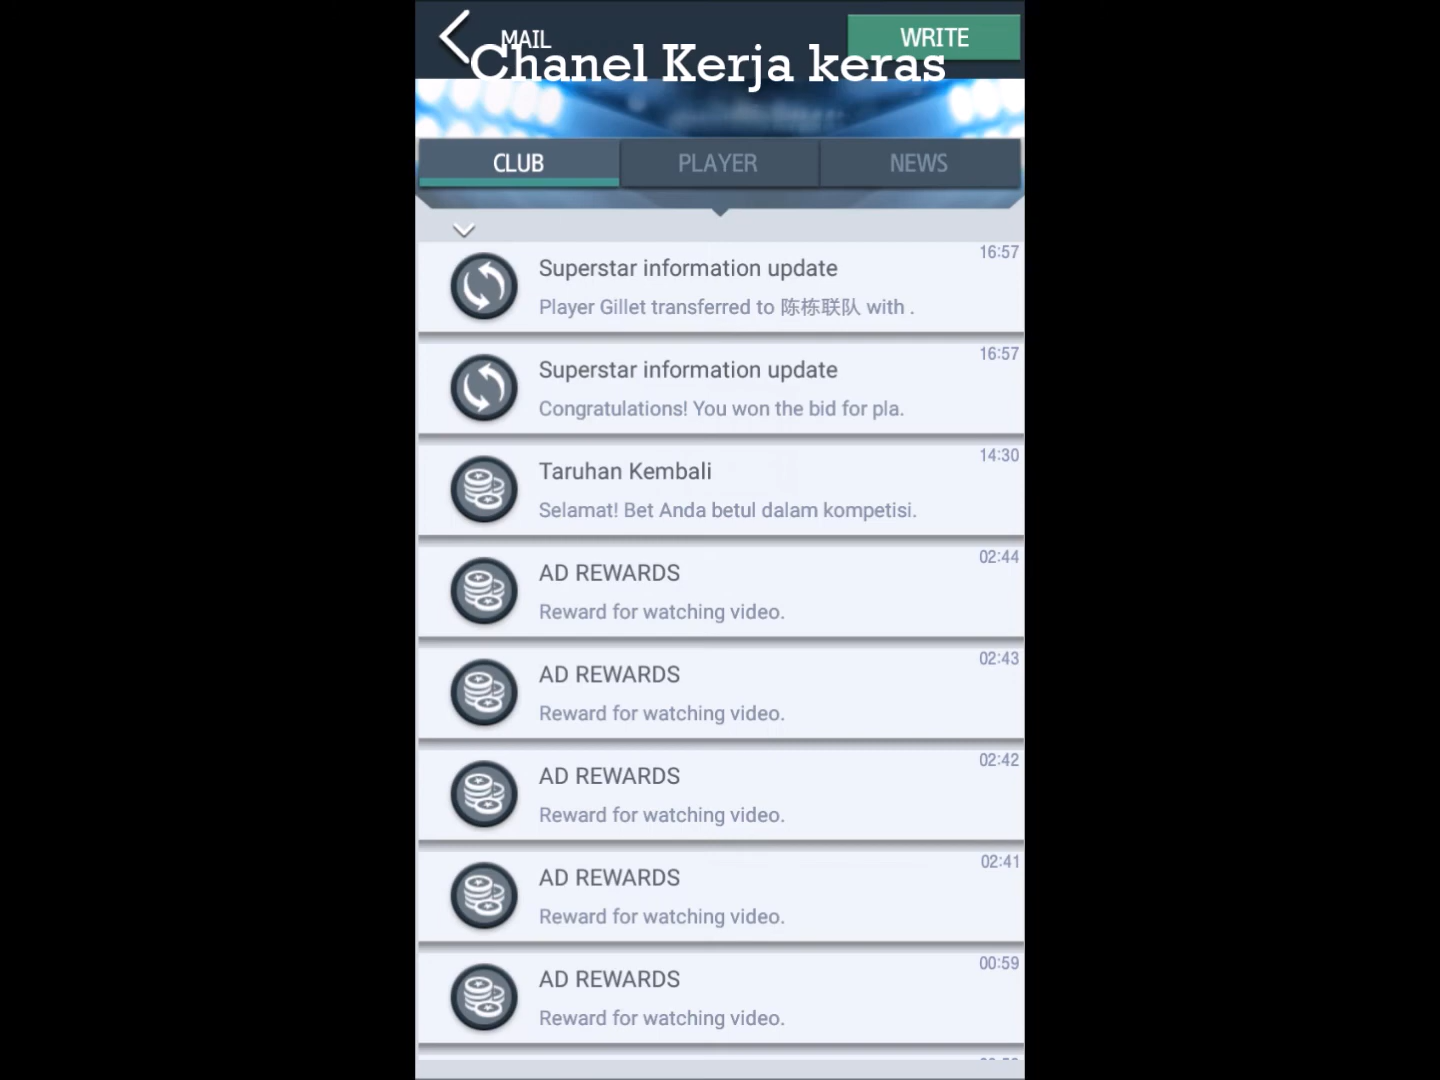 MAIL
WRITE
Chanel Kerja keras
CLUB
PLAYER
NEWS
16:57
Superstar information update
Player Gillet transferred to 陈栋联队 with .
16:57
Superstar information update
Congratulations! You won the bid for pla.
14:30
Taruhan Kembali
Selamat! Bet Anda betul dalam kompetisi.
02:44
AD REWARDS
Reward for watching video.
02:43
AD REWARDS
Reward for watching video.
02:42
AD REWARDS
Reward for watching video.
02:41
AD REWARDS
Reward for watching video.
00:59
AD REWARDS
Reward for watching video.